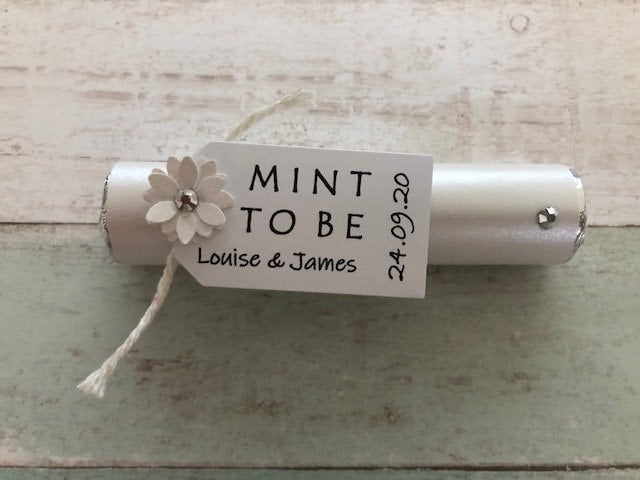 MINT
TO BE
Louise & James
24.09.20